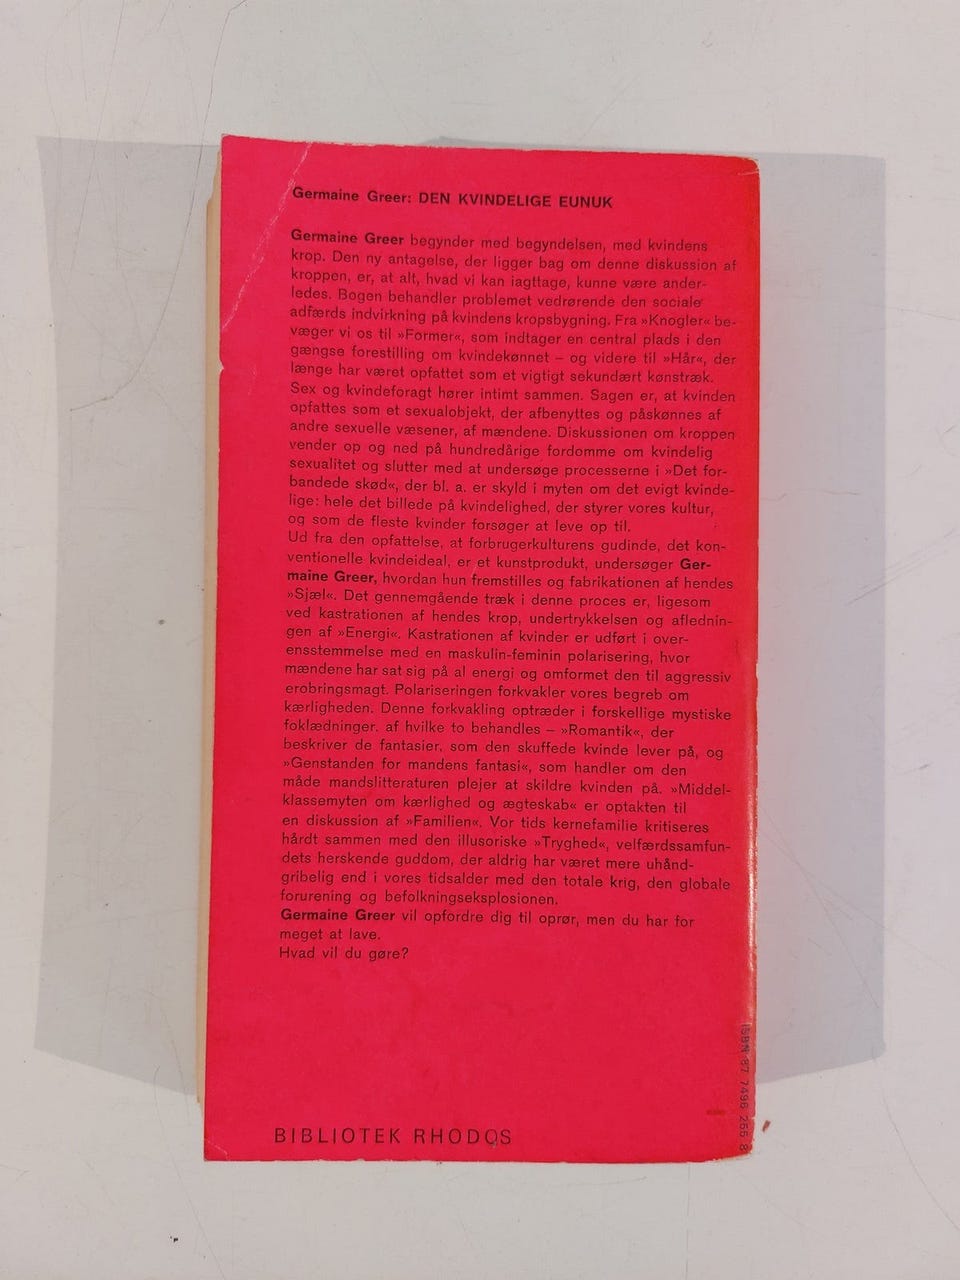 Germaine Greer: DEN KVINDELIGE EUNUK
Germaine Greer begynder med begyndelsen, med kvindens
krop. Den ny antagelse, der ligger bag om denne diskussion af
kroppen, er, at alt, hvad vi kan iagttage, kunne være ander-
ledes. Bogen behandler problemet vedrørende den sociale
adfærds indvirkning på kvindens kropsbygning. Fra »Knogler« be-
væger vi os til »Former«, som indtager en central plads i den
gængse forestilling om kvindekønnet – og videre til »Hår«, der
længe har været opfattet som et vigtigt sekundært kønstræk.
Sex og kvindeforagt hører intimt sammen. Sagen er, at kvinden
opfattes som et sexualobjekt, der afbenyttes og påskønnes af
andre sexuelle væsener, af mændene. Diskussionen om kroppen
vender op og ned på hundredårige fordomme om kvindelig
sexualitet og slutter med at undersøge processerne i »Det for-
bandede skød«, der bl. a. er skyld i myten om det evigt kvinde-
lige: hele det billede på kvindelighed, der styrer vores kultur,
og som de fleste kvinder forsøger at leve op til.
Ud fra den opfattelse, at forbrugerkulturens gudinde, det kon-
ventionelle kvindeideal, er et kunstprodukt, undersøger Ger-
maine Greer, hvordan hun fremstilles og fabrikationen af hendes
»Sjæl«. Det gennemgående træk i denne proces er, ligesom
ved kastrationen af hendes krop, undertrykkelsen og aflednin-
gen af »Energi«. Kastrationen af kvinder er udført i over-
ensstemmelse med en maskulin-feminin polarisering, hvor
mændene har sat sig på al energi og omformet den til aggressiv
erobringsmagt. Polariseringen forkvakler vores begreb om
kærligheden. Denne forkvakling optræder i forskellige mystiske
foklædninger. af hvilke to behandles – »Romantik«, der
beskriver de fantasier, som den skuffede kvinde lever på, og
»Genstanden for mandens fantasi«, som handler om den
måde mandslitteraturen plejer at skildre kvinden på. »Middel-
klassemyten om kærlighed og ægteskab« er optakten til
en diskussion af »Familien«. Vor tids kernefamilie kritiseres
hårdt sammen med den illusoriske »Tryghed«, velfærdssamfun-
dets herskende guddom, der aldrig har været mere uhånd-
gribelig end i vores tidsalder med den totale krig, den globale
forurening og befolkningseksplosionen.
Germaine Greer vil opfordre dig til oprør, men du har for
meget at lave.
Hvad vil du gøre?
BIBLIOTEK RHODOS
ISBN 87 7496 266 8